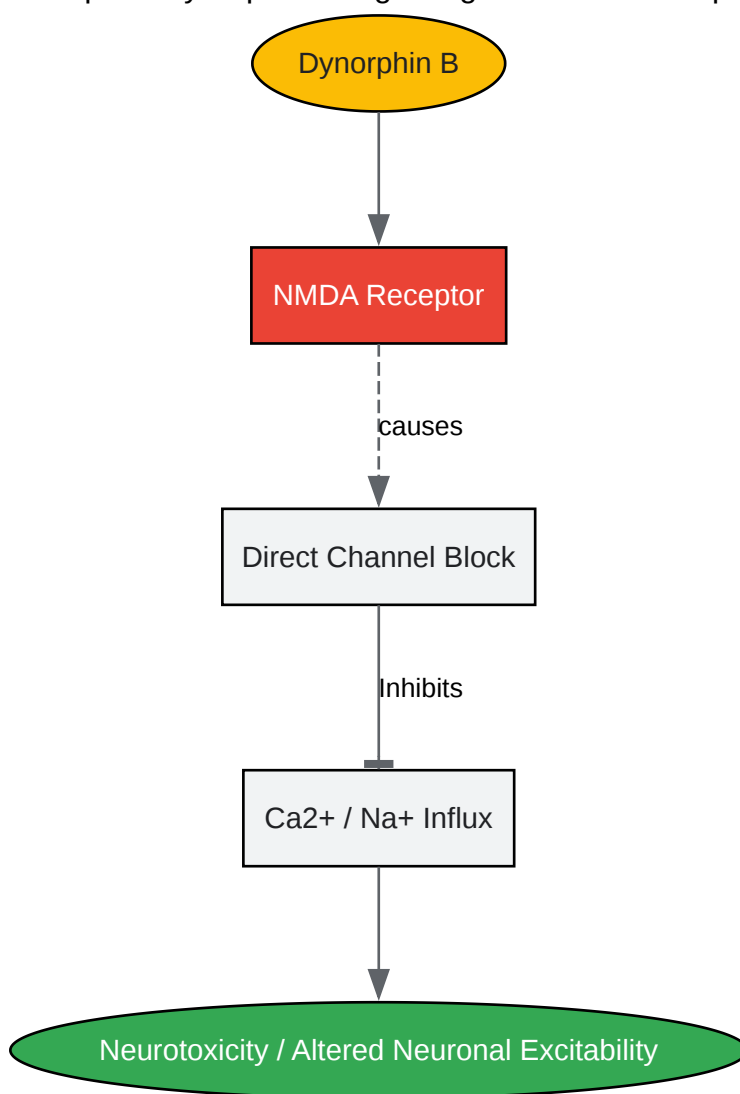 Dynorphin B
NMDA Receptor
causes
Direct Channel Block
Inhibits
Ca2+ / Na+ Influx
Neurotoxicity / Altered Neuronal Excitability